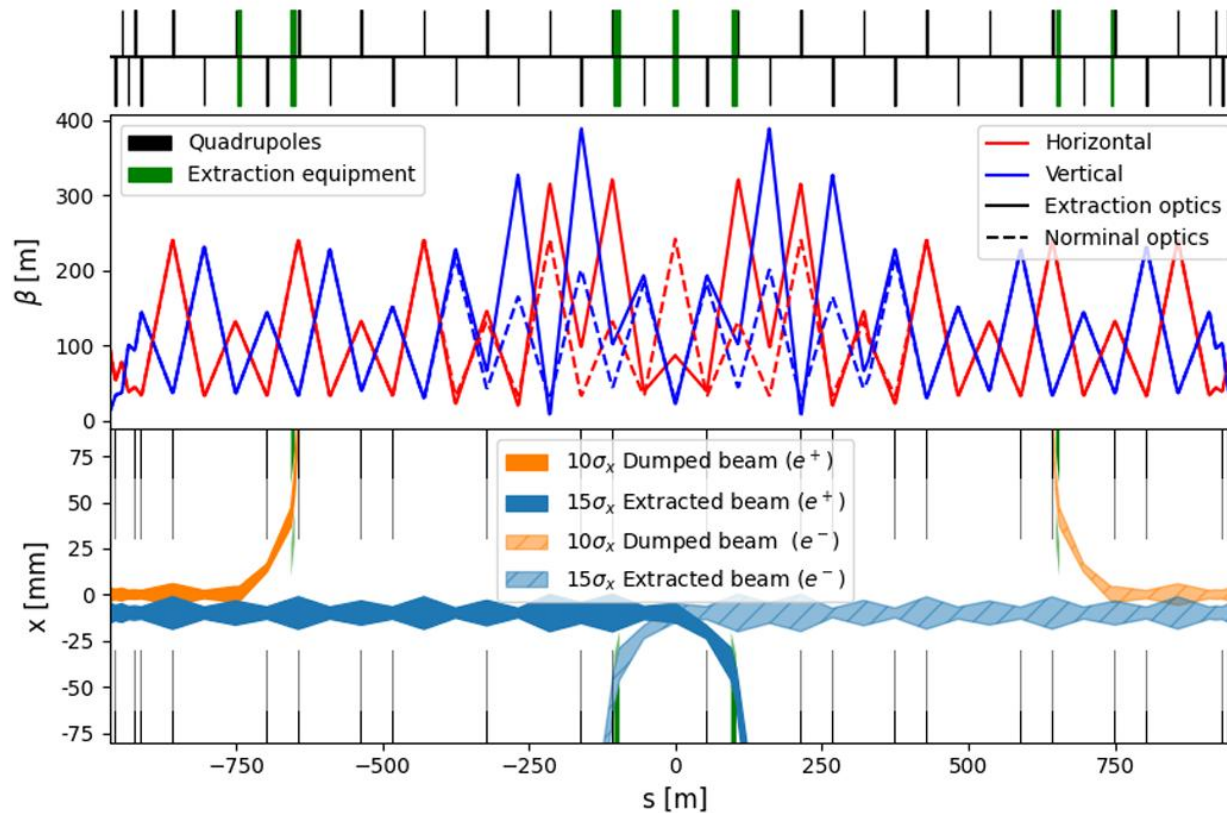 400
300
200
100
0
β [m]
Quadrupoles
Extraction equipment
Horizontal
Vertical
Extraction optics
Norminal optics
75
50
25
0
-25
-50
-75
x [mm]
10σₓ Dumped beam (e⁺)
15σₓ Extracted beam (e⁺)
10σₓ Dumped beam (e⁻)
15σₓ Extracted beam (e⁻)
−750 −500 −250 0 250 500 750
s [m]